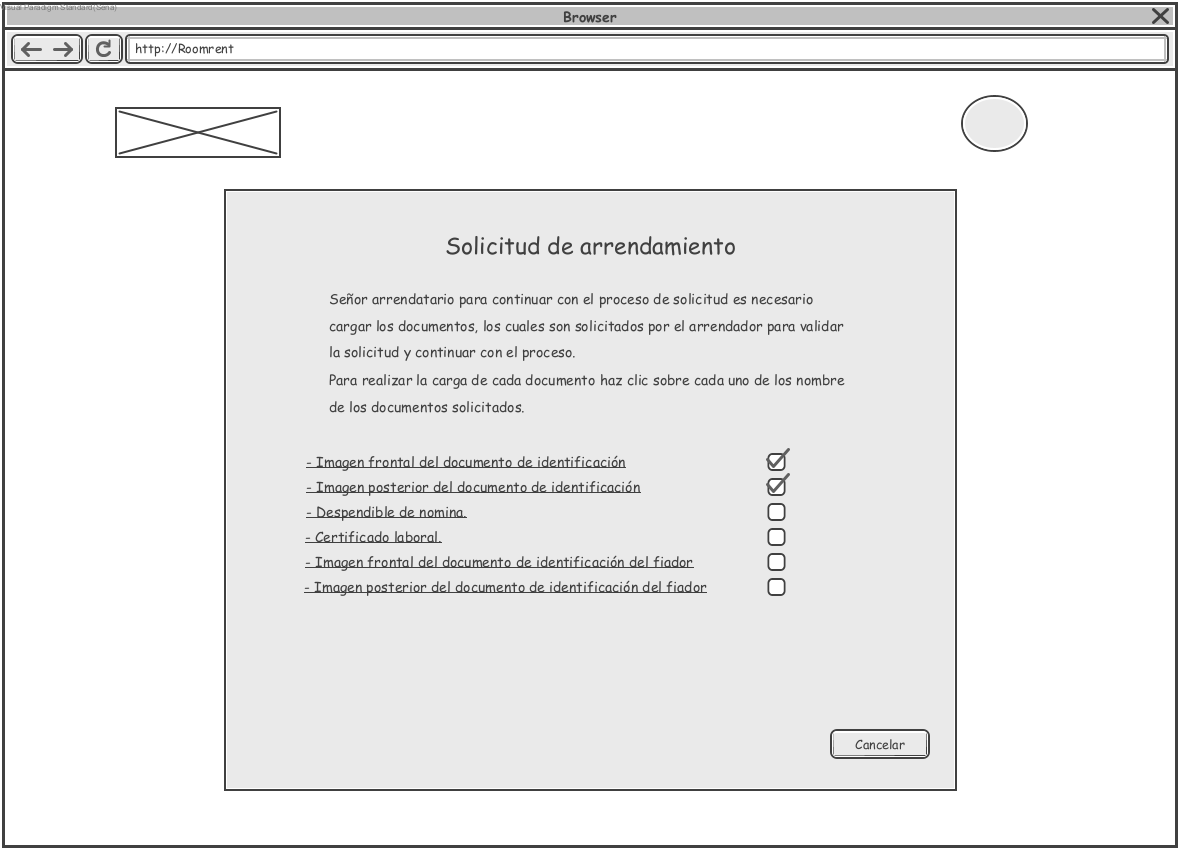 Visual Paradigm Standard(Sena)
Browser
http://Roomrent
Solicitud de arrendamiento
Señor arrendatario para continuar con el proceso de solicitud es necesario
cargar los documentos, los cuales son solicitados por el arrendador para validar
la solicitud y continuar con el proceso.
Para realizar la carga de cada documento haz clic sobre cada uno de los nombre
de los documentos solicitados.
- Imagen frontal del documento de identificación
- Imagen posterior del documento de identificación
- Despendible de nomina.
- Certificado laboral.
- Imagen frontal del documento de identificación del fiador
- Imagen posterior del documento de identificación del fiador
Cancelar